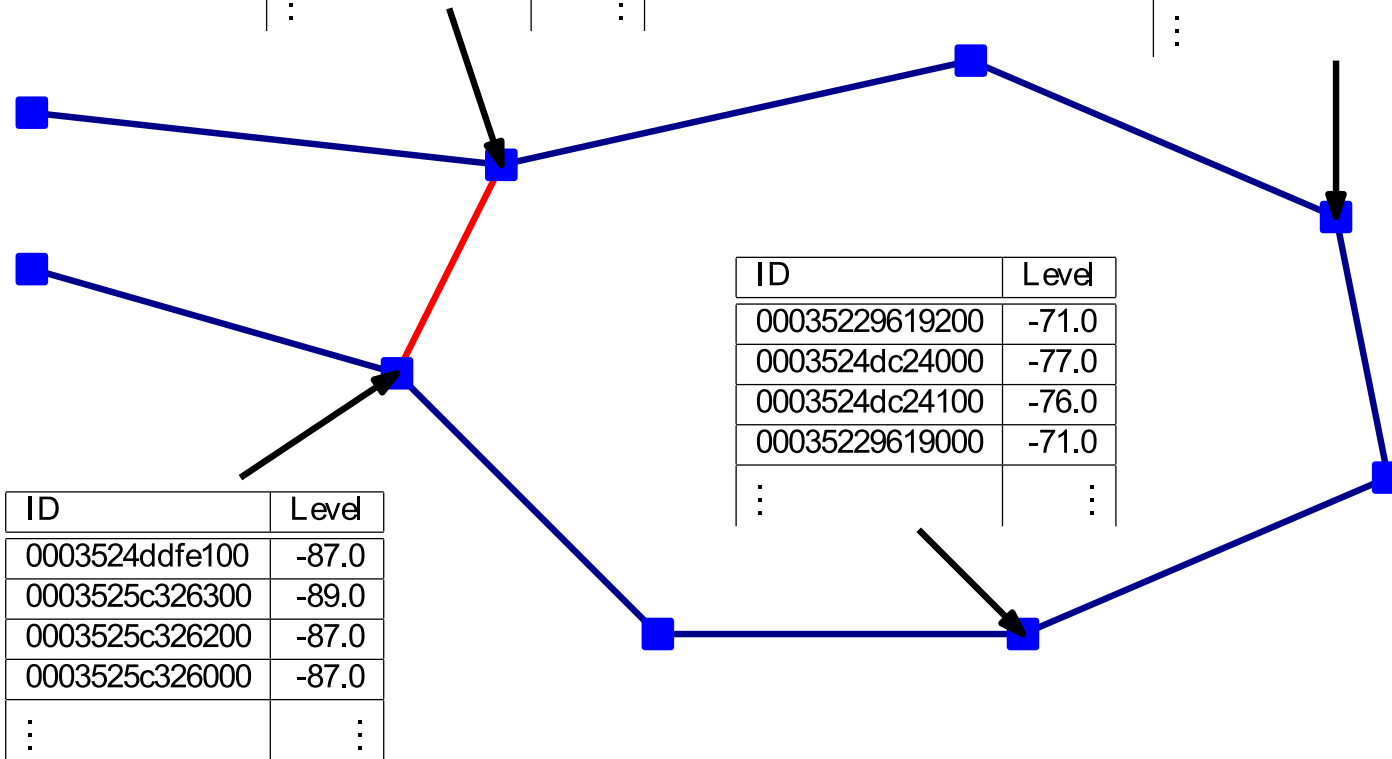 ⋮ ⋮
⋮
ID Level
00035229619200 -71.0
0003524dc24000 -77.0
0003524dc24100 -76.0
00035229619000 -71.0
⋮ ⋮
ID Level
0003524ddfe100 -87.0
0003525c326300 -89.0
0003525c326200 -87.0
0003525c326000 -87.0
⋮ ⋮